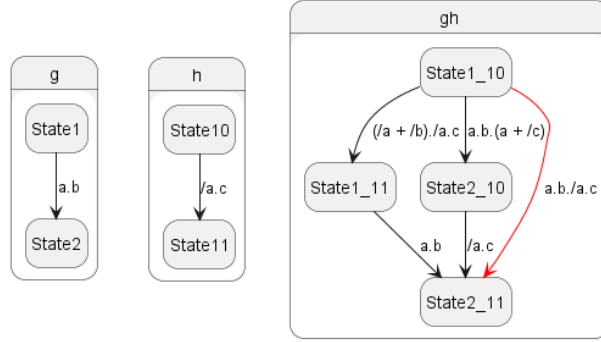 g
State1
a.b
State2
h
State10
/a.c
State11
gh
State1_10
(/a + /b)./a.c
a.b.(a + /c)
a.b./a.c
State1_11
State2_10
a.b
/a.c
State2_11